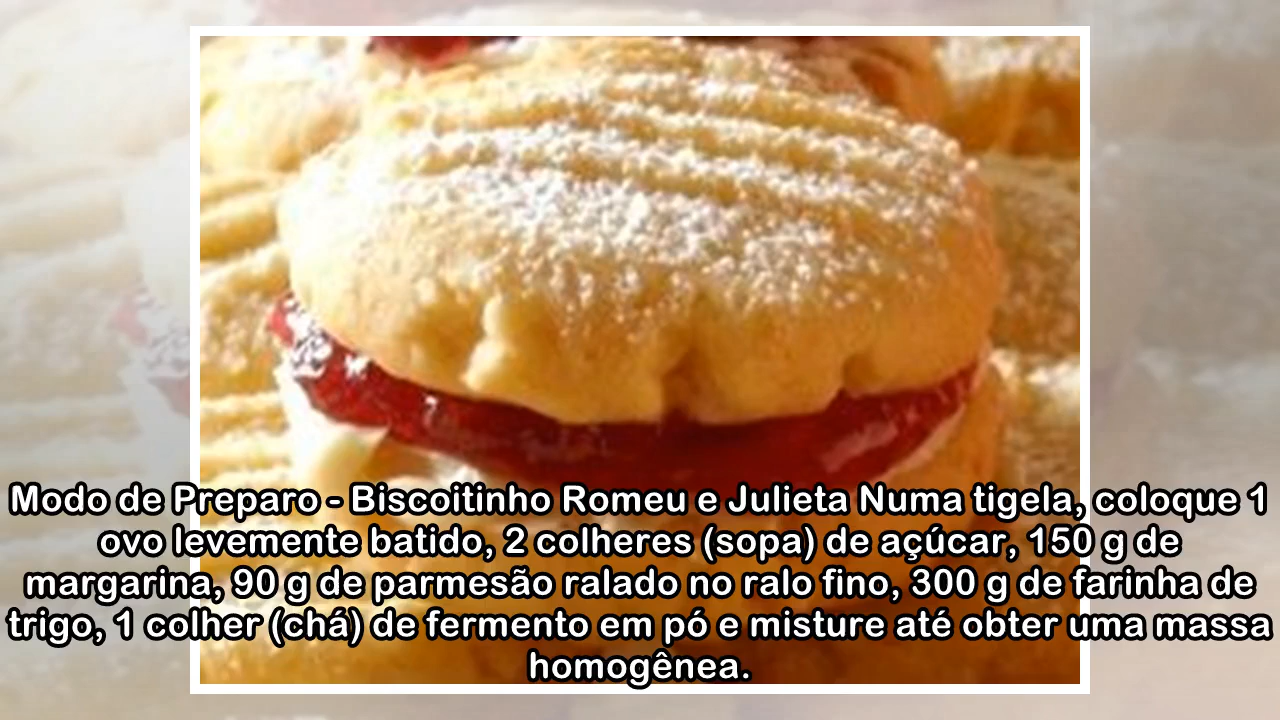 Modo de Preparo - Biscoitinho Romeu e Julieta Numa tigela, coloque 1
ovo levemente batido, 2 colheres (sopa) de açúcar, 150 g de
margarina, 90 g de parmesão ralado no ralo fino, 300 g de farinha de
trigo, 1 colher (chá) de fermento em pó e misture até obter uma massa
homogênea.